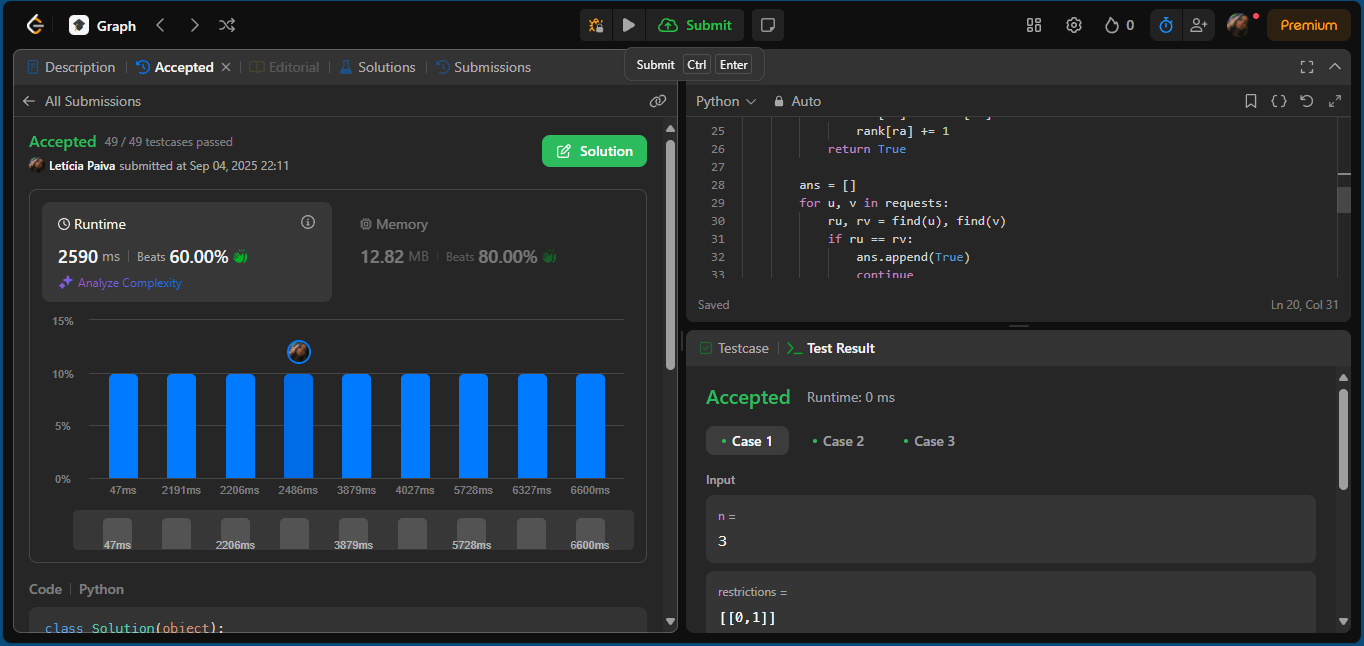 Graph
Submit
0
Premium
Description
Accepted
Editorial
Solutions
Submissions
Submit Ctrl Enter
All Submissions
Accepted 49 / 49 testcases passed
Letícia Paiva submitted at Sep 04, 2025 22:11
Solution
Runtime
2590 ms Beats 60.00%
Analyze Complexity
Memory
12.82 MB Beats 80.00%
15%
10%
5%
0%
47ms 2191ms 2206ms 2486ms 3879ms 4027ms 5728ms 6327ms 6600ms
47ms 2206ms 3879ms 5728ms 6600ms
Code Python
class Solution(object):
Python Auto
25 rank[ra] += 1
26 return True
27
28 ans = []
29 for u, v in requests:
30 ru, rv = find(u), find(v)
31 if ru == rv:
32 ans.append(True)
33 continue
Saved
Ln 20, Col 31
Testcase
>_ Test Result
Accepted Runtime: 0 ms
• Case 1 • Case 2 • Case 3
Input
n =
3
restrictions =
[[0,1]]